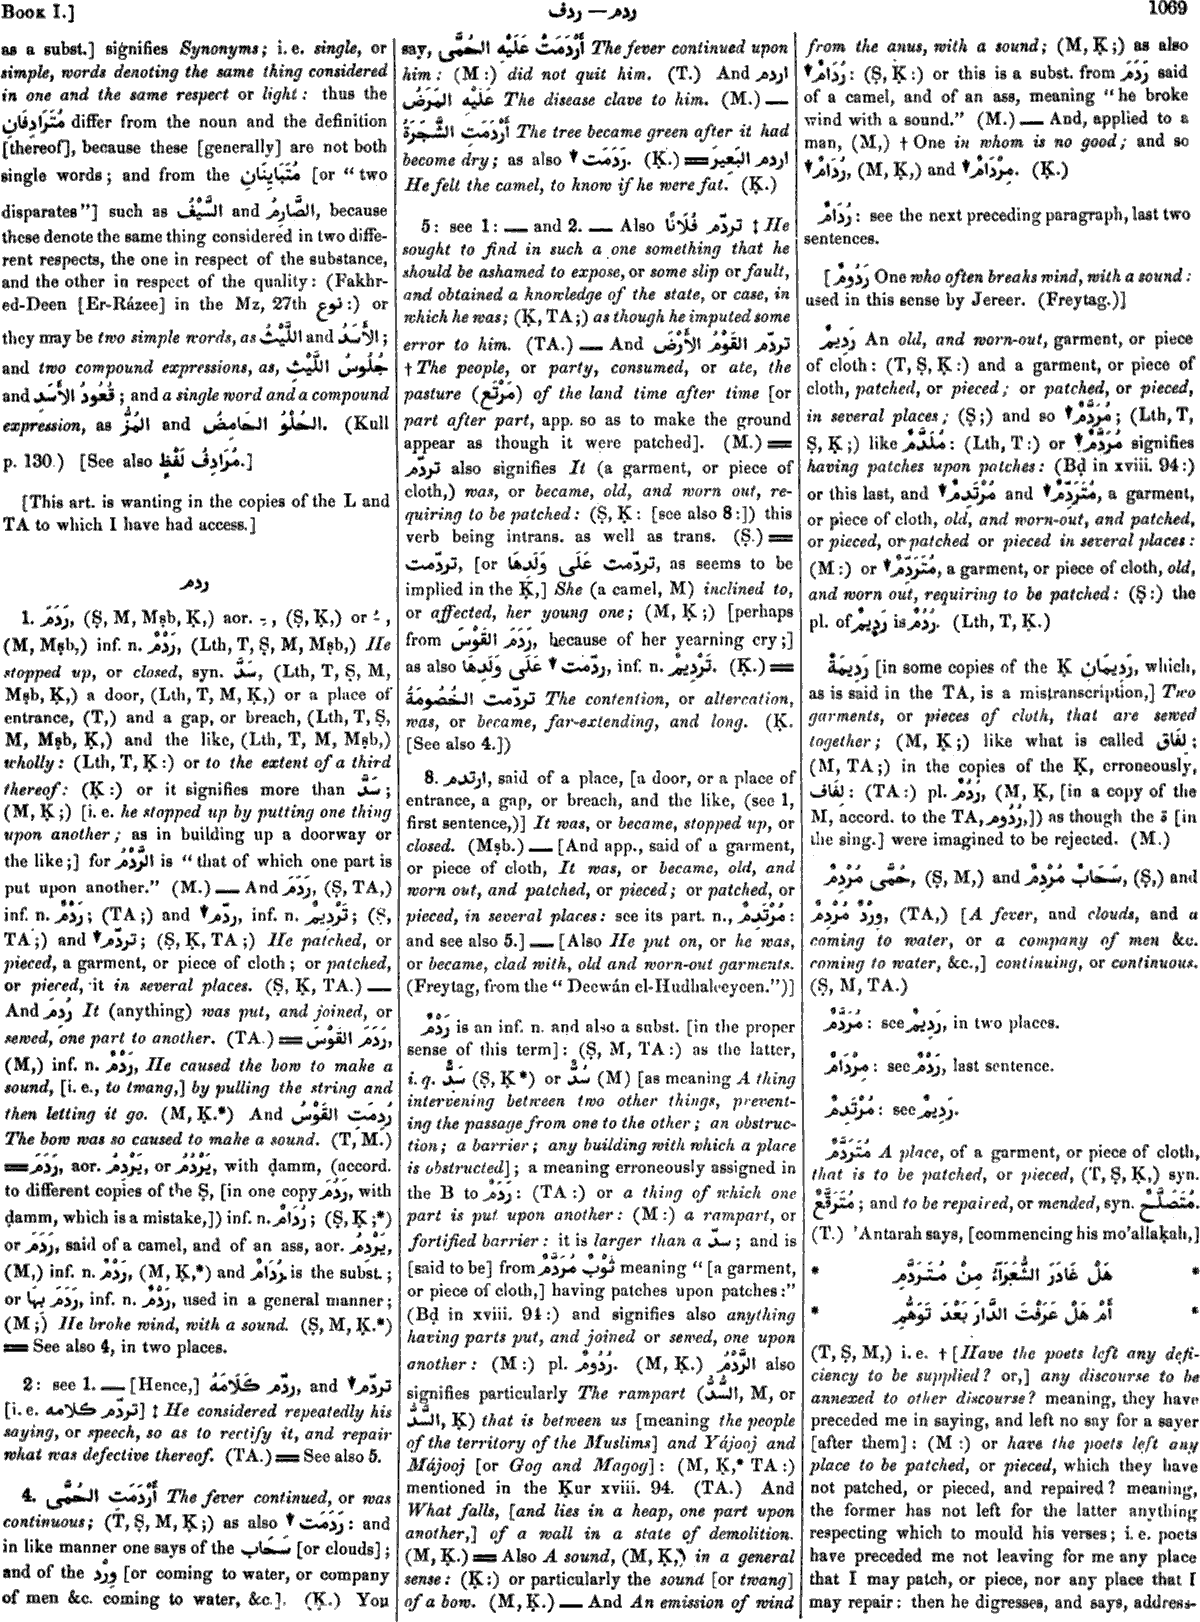 Book I.]
ردف — ردم
1069
as a subst.] signifies Synonyms; i. e. single, or
simple, words denoting the same thing considered
in one and the same respect or light: thus the
مُتَرَادِفَانِ differ from the noun and the definition
[thereof], because these [generally] are not both
single words; and from the مُتَبَايِنَانِ [or “two
disparates”] such as السَّيْفُ and الصَّارِمُ, because
these denote the same thing considered in two diffe-
rent respects, the one in respect of the substance,
and the other in respect of the quality: (Fakhr-
ed-Deen [Er-Rázee] in the Mz, 27th نوع:) or
they may be two simple words, as اللَّيْثُ and الأَسَدُ;
and two compound expressions, as, جُلُوسُ اللَّيْثِ
and قُعُودُ الأَسَدِ; and a single word and a compound
expression, as المُزُّ and الحُلْوُ الحَامِضُ. (Kull
p. 130.) [See also مُرَادِفُ لَفْظٍ.]
[This art. is wanting in the copies of the L and
TA to which I have had access.]
ردم
1. رَدَمَ, (Ṣ, M, Mṣb, Ḳ,) aor. ـِ, (Ṣ, Ḳ,) or ـُ,
(M, Mṣb,) inf. n. رَدْمٌ, (Lth, T, Ṣ, M, Mṣb,) He
stopped up, or closed, syn. سَدَّ, (Lth, T, Ṣ, M,
Mṣb, Ḳ,) a door, (Lth, T, M, Ḳ,) or a place of
entrance, (T,) and a gap, or breach, (Lth, T, Ṣ,
M, Mṣb, Ḳ,) and the like, (Lth, T, M, Mṣb,)
wholly: (Lth, T, Ḳ:) or to the extent of a third
thereof: (Ḳ:) or it signifies more than سَدَّ;
(M, Ḳ;) [i. e. he stopped up by putting one thing
upon another; as in building up a doorway or
the like;] for الرَّدْمُ is “that of which one part is
put upon another.” (M.) — And رَدَمَ, (Ṣ, TA,)
inf. n. رَدْمٌ; (TA;) and ▼ ردّم, inf. n. تَرْدِيمٌ; (Ṣ,
TA;) and ▼ تردّم; (Ṣ, Ḳ, TA;) He patched, or
pieced, a garment, or piece of cloth; or patched,
or pieced, it in several places. (Ṣ, Ḳ, TA.) —
And رُدِمَ It (anything) was put, and joined, or
sewed, one part to another. (TA.) == رَدَمَ القَوْسَ,
(M,) inf. n. رَدْمٌ, He caused the bow to make a
sound, [i. e., to twang,] by pulling the string and
then letting it go. (M, Ḳ.*) And رُدِمَتِ القَوْسُ
The bow was so caused to make a sound. (T, M.)
== رَدَمَ, aor. يَرْدِمُ, or يَرْدُمُ, with ḍamm, (accord.
to different copies of the Ṣ, [in one copy رَدُمَ, with
ḍamm, which is a mistake,]) inf. n. رُدَامٌ; (Ṣ, Ḳ;*)
or رَدَمَ, said of a camel, and of an ass, aor. يَرْدِمُ,
(M,) inf. n. رَدْمٌ, (M, Ḳ,*) and رُدَامٌ is the subst.;
or رَدَمَ بِهَا, inf. n. رَدْمٌ, used in a general manner;
(M;) He broke wind, with a sound. (Ṣ, M, Ḳ.*)
== See also 4, in two places.
2: see 1. — [Hence,] ردّم كَلَامَهُ, and ▼ تردّم
[i. e. تردّم كلامه] ‡ He considered repeatedly his
saying, or speech, so as to rectify it, and repair
what was defective thereof. (TA.) == See also 5.
4. أَرْدَمَتِ الحُمَّى The fever continued, or was
continuous; (T, Ṣ, M, Ḳ;) as also ▼ رَدَمَت: and
in like manner one says of the سَحَاب [or clouds];
and of the وِرْد [or coming to water, or company
of men &c. coming to water, &c.]. (Ḳ.) You
say, أَرْدَمَتْ عَلَيْهِ الحُمَّى The fever continued upon
him: (M:) did not quit him. (T.) And اردم
عَلَيْهِ المَرَضُ The disease clave to him. (M.) —
أَرْدَمَتِ الشَّجَرَةُ The tree became green after it had
become dry; as also ▼ رَدَمَت. (Ḳ.) == اردم البَعِيرَ
He felt the camel, to know if he were fat. (Ḳ.)
5: see 1: — and 2. — Also تردّم فُلَانًا ‡ He
sought to find in such a one something that he
should be ashamed to expose, or some slip or fault,
and obtained a knowledge of the state, or case, in
which he was; (Ḳ, TA;) as though he imputed some
error to him. (TA.) — And تردّم القَوْمُ الأَرْضَ
† The people, or party, consumed, or ate, the
pasture (مَرْتَع) of the land time after time [or
part after part, app. so as to make the ground
appear as though it were patched]. (M.) ==
تردّم also signifies It (a garment, or piece of
cloth,) was, or became, old, and worn out, re-
quiring to be patched: (Ṣ, Ḳ: [see also 8:]) this
verb being intrans. as well as trans. (Ṣ.) ==
تردّمت, [or تردّمت عَلَى وَلَدِهَا, as seems to be
implied in the Ḳ,] She (a camel, M) inclined to,
or affected, her young one; (M, Ḳ;) [perhaps
from رَدَمَ القَوْسَ, because of her yearning cry;]
as also ▼ ردّمت عَلَى وَلَدِهَا, inf. n. تَرْدِيمٌ. (Ḳ.) ==
تردّمت الخُصُومَةُ The contention, or altercation,
was, or became, far-extending, and long. (Ḳ.
[See also 4.])
8. ارتدم, said of a place, [a door, or a place of
entrance, a gap, or breach, and the like, (see 1,
first sentence,)] It was, or became, stopped up, or
closed. (Mṣb.) — [And app., said of a garment,
or piece of cloth, It was, or became, old, and
worn out, and patched, or pieced; or patched, or
pieced, in several places: see its part. n., مُرْتَدِمٌ:
and see also 5.] — [Also He put on, or he was,
or became, clad with, old and worn-out garments.
(Freytag, from the “Deewán el-Hudhaleeyeen.”)]
رَدْمٌ is an inf. n. and also a subst. [in the proper
sense of this term]: (Ṣ, M, TA:) as the latter,
i. q. سَدٌّ (Ṣ, Ḳ*) or سُدٌّ (M) [as meaning A thing
intervening between two other things, prevent-
ing the passage from one to the other; an obstruc-
tion; a barrier; any building with which a place
is obstructed]; a meaning erroneously assigned in
the B to رَدَمٌ: (TA:) or a thing of which one
part is put upon another: (M:) a rampart, or
fortified barrier: it is larger than a سدّ; and is
[said to be] from ثَوْبٌ مُرَدَّمٌ meaning “[a garment,
or piece of cloth,] having patches upon patches:”
(Bḍ in xviii. 94:) and signifies also anything
having parts put, and joined or sewed, one upon
another: (M:) pl. رُدُومٌ. (M, Ḳ.) الرَّدْمُ also
signifies particularly The rampart (السُّدُّ, M, or
السَّدُّ, Ḳ) that is between us [meaning the people
of the territory of the Muslims] and Yájooj and
Májooj [or Gog and Magog]: (M, Ḳ,* TA:)
mentioned in the Ḳur xviii. 94. (TA.) And
What falls, [and lies in a heap, one part upon
another,] of a wall in a state of demolition.
(M, Ḳ.) == Also A sound, (M, Ḳ,) in a general
sense: (Ḳ:) or particularly the sound [or twang]
of a bow. (M, Ḳ.) — And An emission of wind
from the anus, with a sound; (M, Ḳ;) as also
▼ رُدَامٌ: (Ṣ, Ḳ:) or this is a subst. from رَدَمَ said
of a camel, and of an ass, meaning “he broke
wind with a sound.” (M.) — And, applied to a
man, (M,) † One in whom is no good; and so
▼ رُدَامٌ, (M, Ḳ,) and ▼ مِرْدَامٌ. (Ḳ.)
رُدَامٌ: see the next preceding paragraph, last two
sentences.
[رَدُومٌ One who often breaks wind, with a sound:
used in this sense by Jereer. (Freytag.)]
رَدِيمٌ An old, and worn-out, garment, or piece
of cloth: (T, Ṣ, Ḳ:) and a garment, or piece of
cloth, patched, or pieced; or patched, or pieced,
in several places; (Ṣ;) and so ▼ مُرَدَّمٌ; (Lth, T,
Ṣ, Ḳ;) like مُلَدَّمٌ: (Lth, T:) or ▼ مُرَدَّمٌ signifies
having patches upon patches: (Bḍ in xviii. 94:)
or this last, and ▼ مُرْتَدِمٌ and ▼ مُتَرَدِّمٌ, a garment,
or piece of cloth, old, and worn-out, and patched,
or pieced, or patched or pieced in several places:
(M:) or ▼ مُتَرَدِّمٌ, a garment, or piece of cloth, old,
and worn out, requiring to be patched: (Ṣ:) the
pl. of رَدِيمٌ is رُدُمٌ. (Lth, T, Ḳ.)
رَدِيمَةٌ [in some copies of the Ḳ رَدِيمَان, which,
as is said in the TA, is a mistranscription,] Two
garments, or pieces of cloth, that are sewed
together; (M, Ḳ;) like what is called لِفَاق;
(M, TA;) in the copies of the Ḳ, erroneously,
لِفَاف: (TA:) pl. رُدُمٌ, (M, Ḳ, [in a copy of the
M, accord. to the TA, رُدُوم,]) as though the ة [in
the sing.] were imagined to be rejected. (M.)
حُمَّى مُرْدِمٌ, (Ṣ, M,) and سَحَابٌ مُرْدِمٌ, (Ṣ,) and
وِرْدٌ مُرْدِمٌ, (TA,) [A fever, and clouds, and a
coming to water, or a company of men &c.
coming to water, &c.,] continuing, or continuous.
(Ṣ, M, TA.)
مُرَدَّمٌ: see رَدِيمٌ, in two places.
مِرْدَامٌ: see رَدْمٌ, last sentence.
مُرْتَدِمٌ: see رَدِيمٌ.
مُتَرَدَّمٌ A place, of a garment, or piece of cloth,
that is to be patched, or pieced, (T, Ṣ, Ḳ,) syn.
مُتَرَقَّعٌ; and to be repaired, or mended, syn. مُتَصَلَّحٌ.
(T.) ’Antarah says, [commencing his mo’allaḳah,]
* هَلْ غَادَرَ الشُّعَرَآءُ مِنْ مُتَرَدَّمِ *
* أَمْ هَلْ عَرَفْتَ الدَّارَ بَعْدَ تَوَهُّمِ *
(T, Ṣ, M,) i. e. † [Have the poets left any defi-
ciency to be supplied? or,] any discourse to be
annexed to other discourse? meaning, they have
preceded me in saying, and left no say for a sayer
[after them]: (M:) or have the poets left any
place to be patched, or pieced, which they have
not patched, or pieced, and repaired? meaning,
the former has not left for the latter anything
respecting which to mould his verses; i. e. poets
have preceded me not leaving for me any place
that I may patch, or piece, nor any place that I
may repair: then he digresses, and says, address-